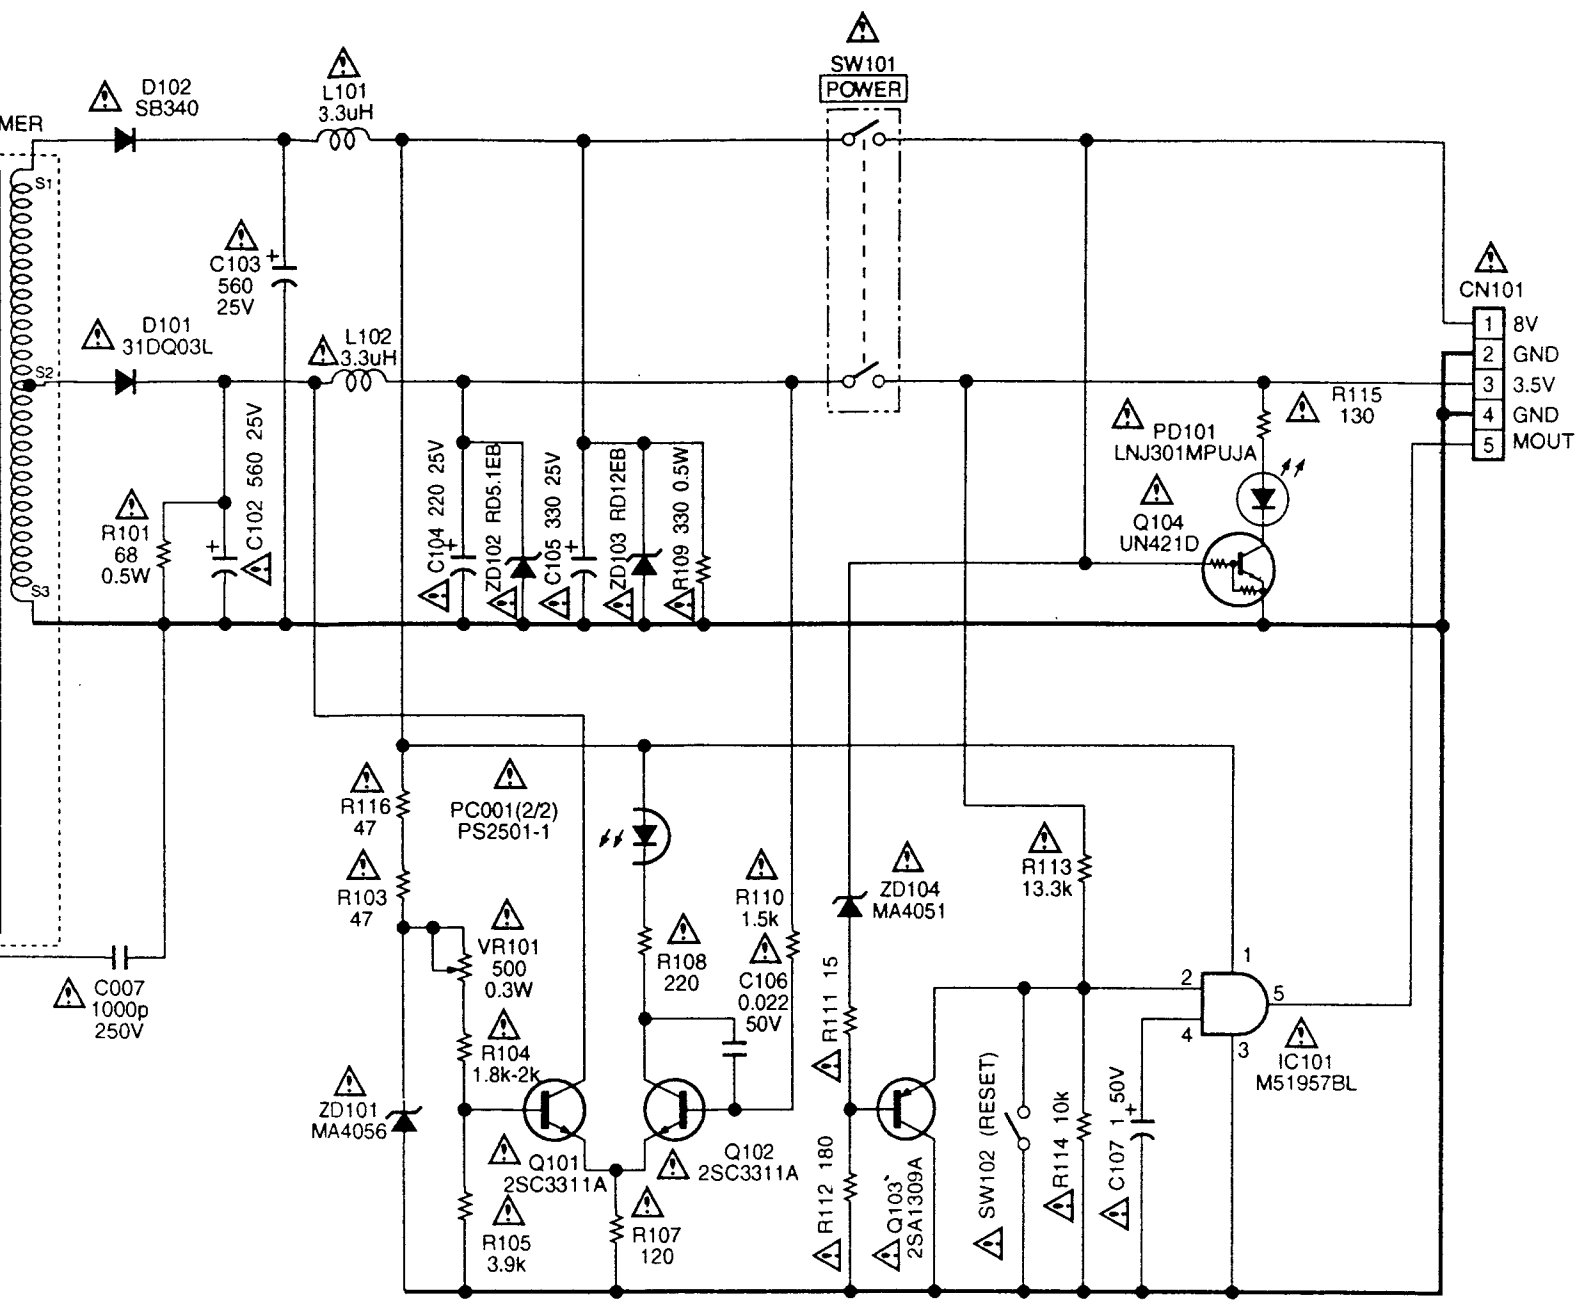 MER
D102
SB340
L101
3.3uH
SW101
POWER
S1
C103
+
560
25V
D101
31DQ03L
L102
3.3uH
S2
CN101
1 8V
2 GND
3 3.5V
4 GND
5 MOUT
R115
130
PD101
LNJ301MPUJA
Q104
UN421D
R101
68
0.5W
+
C102 560 25V
C104 220 25V
+
ZD102 RD5.1EB
C105 330 25V
+
ZD103 RD12EB
R109 330 0.5W
S3
R116
47
PC001(2/2)
PS2501-1
R103
47
VR101
500
0.3W
R108
220
R110
1.5k
C106
0.022
50V
ZD104
MA4051
R113
13.3k
C007
1000p
250V
R104
1.8k-2k
R111 15
1
2
5
4
3
IC101
M51957BL
ZD101
MA4056
Q101
2SC3311A
Q102
2SC3311A
R112 180
Q103
2SA1309A
SW102 (RESET)
R114 10k
C107 1 50V
+
R105
3.9k
R107
120